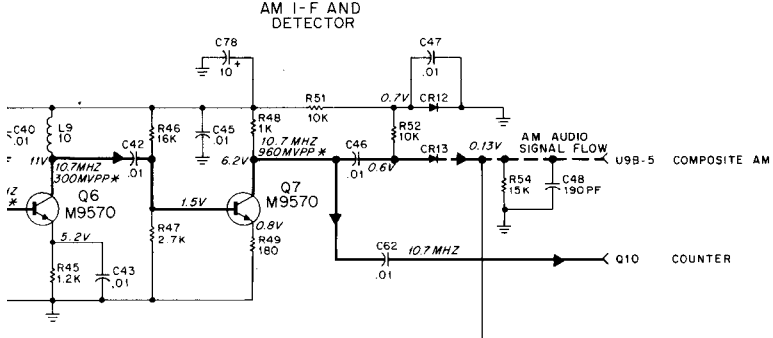 AM I-F AND
DETECTOR
C78
10 +
C47
.01
R51
10K
0.7V
CR12
C40
.01
L9
10
R46
16K
C45
.01
R48
1K
R52
10K
AM AUDIO
SIGNAL FLOW
11V
10.7MHZ
300MVPP*
C42
.01
6.2V
10.7 MHZ
960MVPP*
C46
.01
0.6V
CR13
0.13V
U9B-5 COMPOSITE AM
HZ
*
Q6
M9570
1.5V
Q7
M9570
R54
15K
C48
190PF
5.2V
R47
2.7K
0.8V
R49
180
R45
1.2K
C43
.01
C62
.01
10.7MHZ
Q10 COUNTER